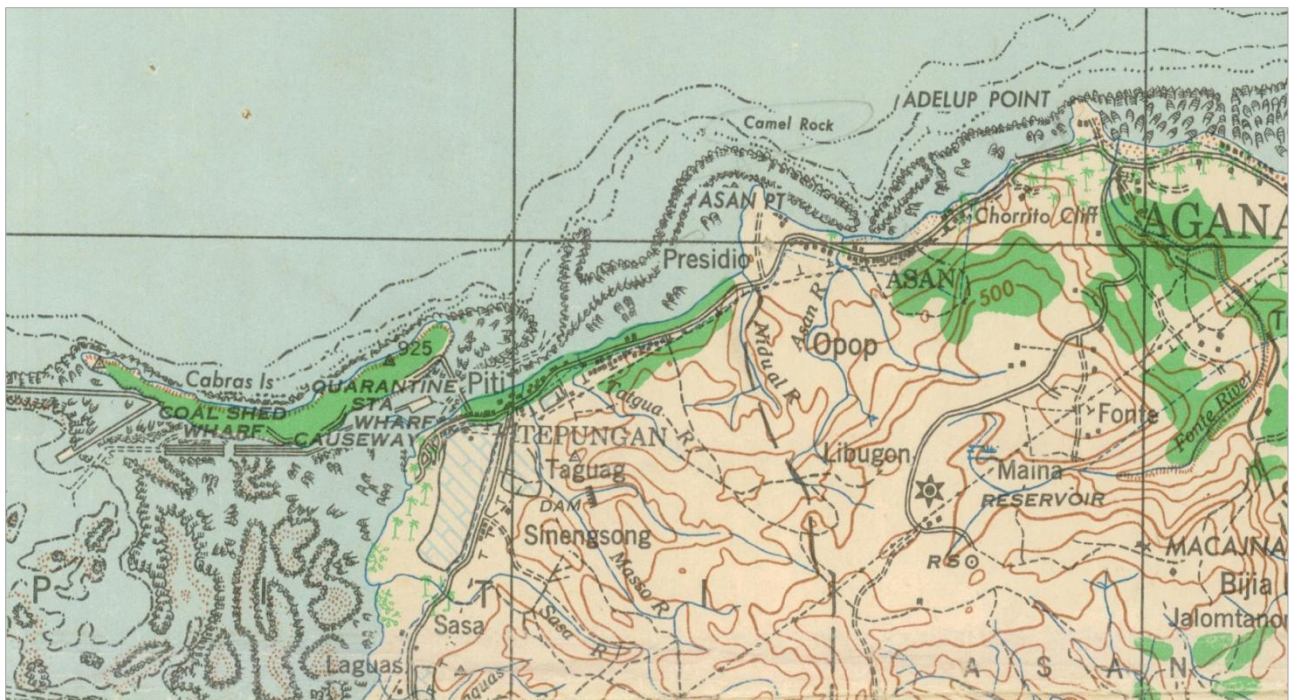 ADELUP POINT
Camel Rock
ASAN PT
Chorrito Cliff
AGANA
Presidio
ASAN
500
Asan R
Nidual R
Opop
925
Cabras Is
QUARANTINE
STA
WHARF
Piti
COAL SHED
WHARF
CAUSEWAY
Taigua R
Fonte
Fonte River
TEPUNGAN
Taguag
Libugon
Maina
RESERVOIR
DAM
Sinengsong
MACAJNA
RSO
Masso R
Bijia
P I T I
Sasa
Sasa R
Jalomtano
Laguas
A S A N